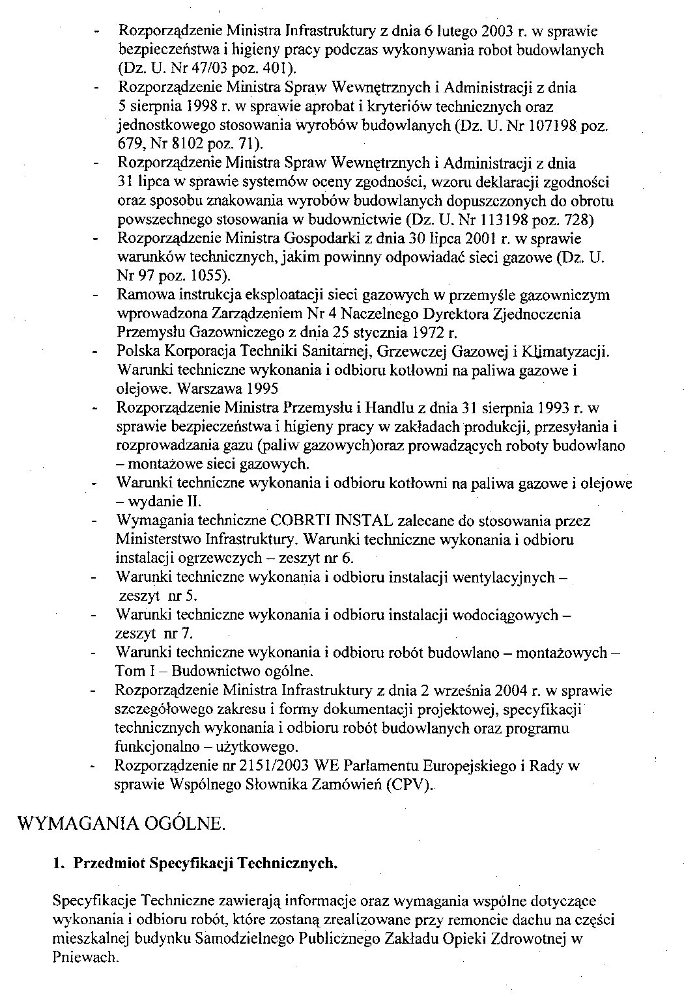 - Rozporządzenie Ministra Infrastruktury z dnia 6 lutego 2003 r. w sprawie
bezpieczeństwa i higieny pracy podczas wykonywania robot budowlanych
(Dz. U. Nr 47/03 poz. 401).
- Rozporządzenie Ministra Spraw Wewnętrznych i Administracji z dnia
5 sierpnia 1998 r. w sprawie aprobat i kryteriów technicznych oraz
jednostkowego stosowania wyrobów budowlanych (Dz. U. Nr 107198 poz.
679, Nr 8102 poz. 71).
- Rozporządzenie Ministra Spraw Wewnętrznych i Administracji z dnia
31 lipca w sprawie systemów oceny zgodności, wzoru deklaracji zgodności
oraz sposobu znakowania wyrobów budowlanych dopuszczonych do obrotu
powszechnego stosowania w budownictwie (Dz. U. Nr 113198 poz. 728)
- Rozporządzenie Ministra Gospodarki z dnia 30 lipca 2001 r. w sprawie
warunków technicznych, jakim powinny odpowiadać sieci gazowe (Dz. U.
Nr 97 poz. 1055).
- Ramowa instrukcja eksploatacji sieci gazowych w przemyśle gazowniczym
wprowadzona Zarządzeniem Nr 4 Naczelnego Dyrektora Zjednoczenia
Przemysłu Gazowniczego z dnia 25 stycznia 1972 r.
- Polska Korporacja Techniki Sanitarnej, Grzewczej Gazowej i Klimatyzacji.
Warunki techniczne wykonania i odbioru kotłowni na paliwa gazowe i
olejowe. Warszawa 1995
- Rozporządzenie Ministra Przemysłu i Handlu z dnia 31 sierpnia 1993 r. w
sprawie bezpieczeństwa i higieny pracy w zakładach produkcji, przesyłania i
rozprowadzania gazu (paliw gazowych)oraz prowadzących roboty budowlano
– montażowe sieci gazowych.
- Warunki techniczne wykonania i odbioru kotłowni na paliwa gazowe i olejowe
– wydanie II.
- Wymagania techniczne COBRTI INSTAL zalecane do stosowania przez
Ministerstwo Infrastruktury. Warunki techniczne wykonania i odbioru
instalacji ogrzewczych – zeszyt nr 6.
- Warunki techniczne wykonania i odbioru instalacji wentylacyjnych –
zeszyt nr 5.
- Warunki techniczne wykonania i odbioru instalacji wodociągowych –
zeszyt nr 7.
- Warunki techniczne wykonania i odbioru robót budowlano – montażowych –
Tom I – Budownictwo ogólne.
- Rozporządzenie Ministra Infrastruktury z dnia 2 września 2004 r. w sprawie
szczegółowego zakresu i formy dokumentacji projektowej, specyfikacji
technicznych wykonania i odbioru robót budowlanych oraz programu
funkcjonalno – użytkowego.
- Rozporządzenie nr 2151/2003 WE Parlamentu Europejskiego i Rady w
sprawie Wspólnego Słownika Zamówień (CPV).
WYMAGANIA OGÓLNE.
1. Przedmiot Specyfikacji Technicznych.
Specyfikacje Techniczne zawierają informacje oraz wymagania wspólne dotyczące
wykonania i odbioru robót, które zostaną zrealizowane przy remoncie dachu na części
mieszkalnej budynku Samodzielnego Publicznego Zakładu Opieki Zdrowotnej w
Pniewach.